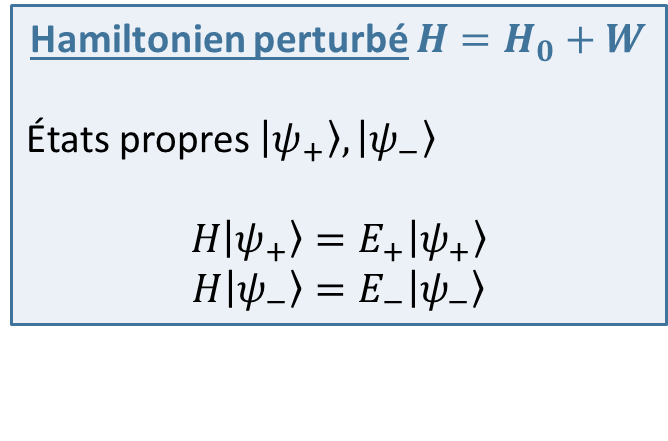 Hamiltonien perturbé H = H₀ + W
États propres |ψ₊⟩, |ψ₋⟩
H|ψ₊⟩ = E₊|ψ₊⟩
H|ψ₋⟩ = E₋|ψ₋⟩